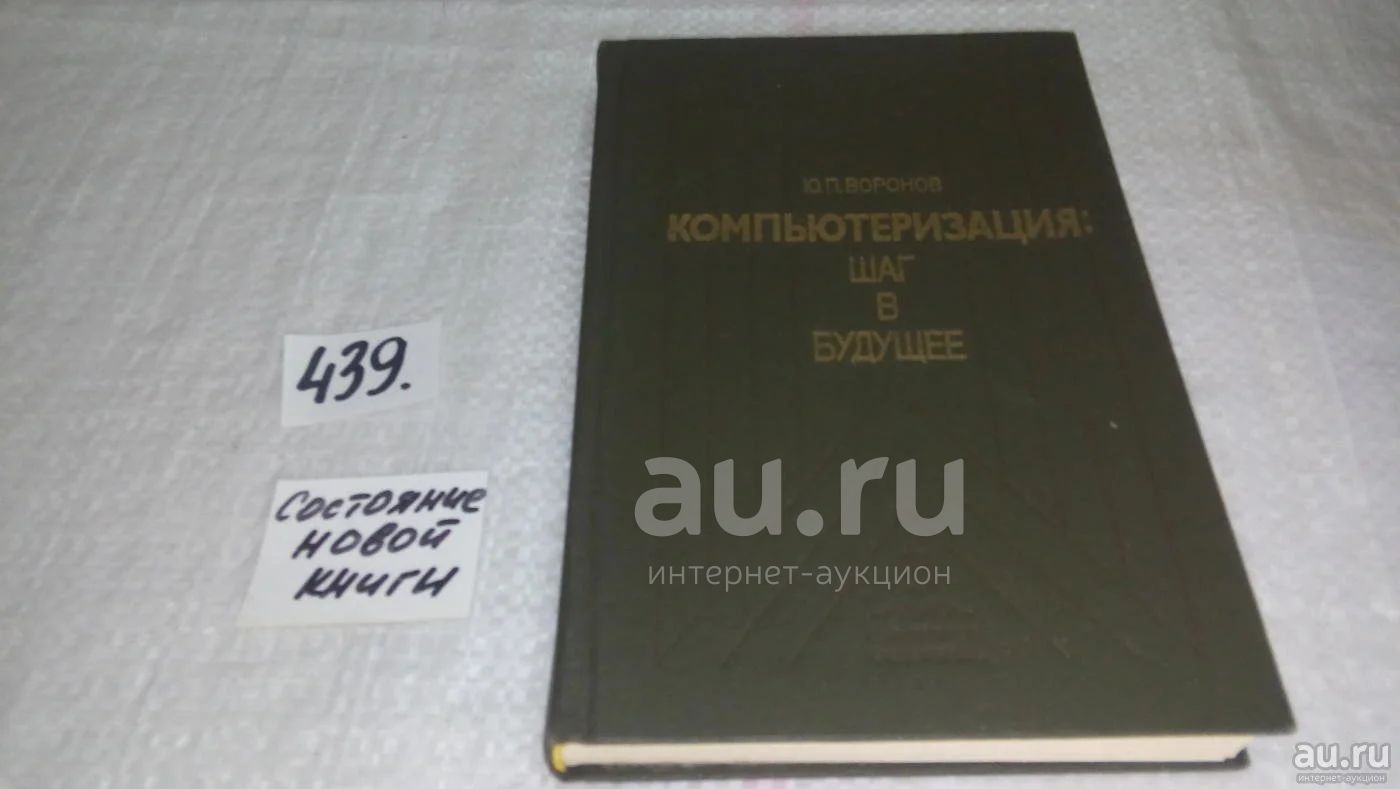 Ю.П.ВОРОНОВ
КОМПЬЮТЕРИЗАЦИЯ:
ШАГ
В
БУДУЩЕЕ
439.
Состояние
новой
книги
au.ru
интернет-аукцион
au.ru
интернет-аукцион